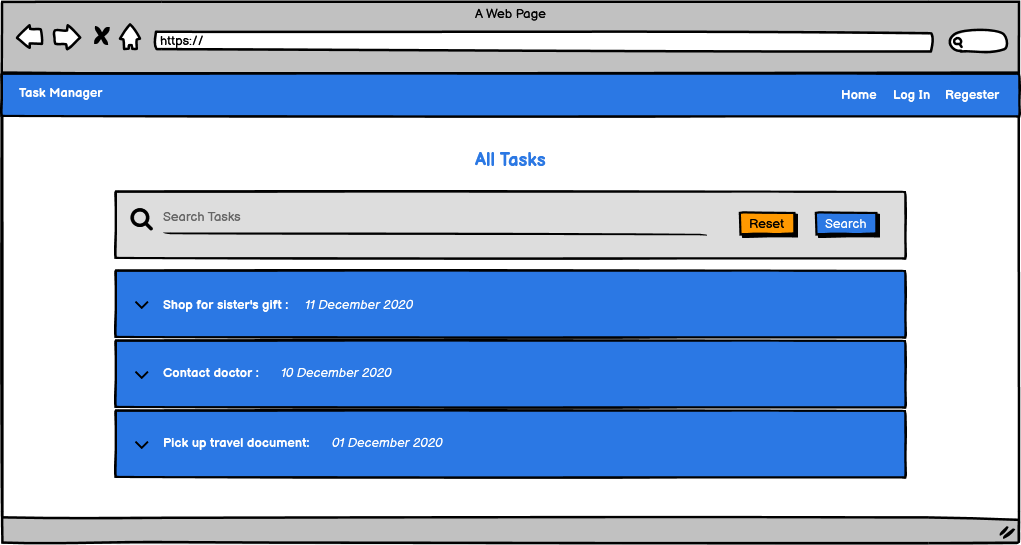 A Web Page
https://
Task Manager
Home Log In Regester
All Tasks
Search Tasks
Reset Search
Shop for sister's gift : 11 December 2020
Contact doctor : 10 December 2020
Pick up travel document: 01 December 2020